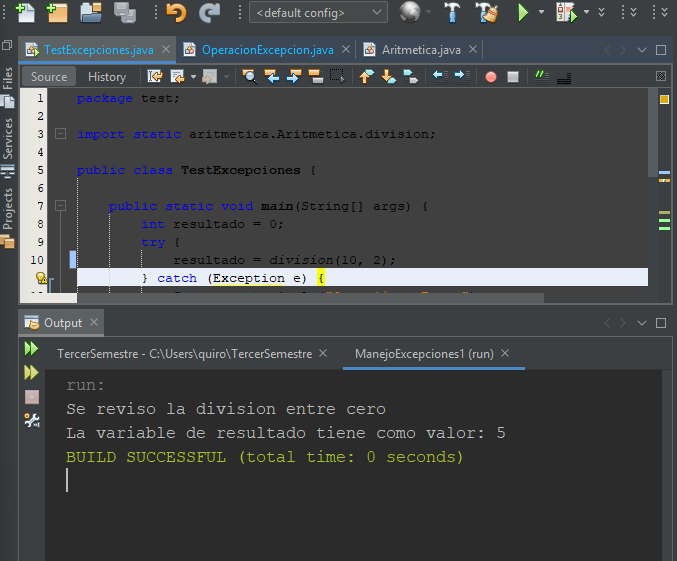 <default config>
TestExcepciones.java
OperacionExcepcion.java
Aritmetica.java
Source
History
Files
Services
Projects
1 package test;
2
3 import static aritmetica.Aritmetica.division;
4
5 public class TestExcepciones {
6
7 public static void main(String[] args) {
8 int resultado = 0;
9 try {
10 resultado = division(10, 2);
} catch (Exception e) {
Output
TercerSemestre - C:\Users\quiro\TercerSemestre
ManejoExcepciones1 (run)
run:
Se reviso la division entre cero
La variable de resultado tiene como valor: 5
BUILD SUCCESSFUL (total time: 0 seconds)